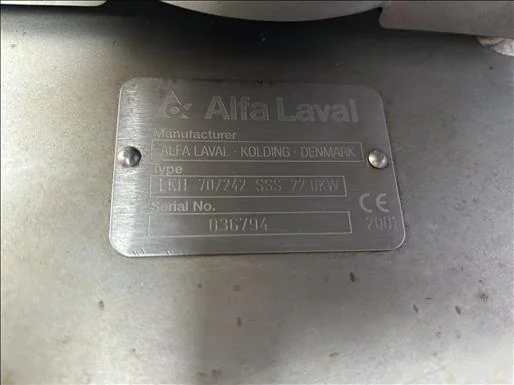 Alfa Laval
Manufacturer
ALFA LAVAL - KOLDING - DENMARK
Type
LKH 70/242 SSS 22.0KW
Serial No.
036794
CE
2001